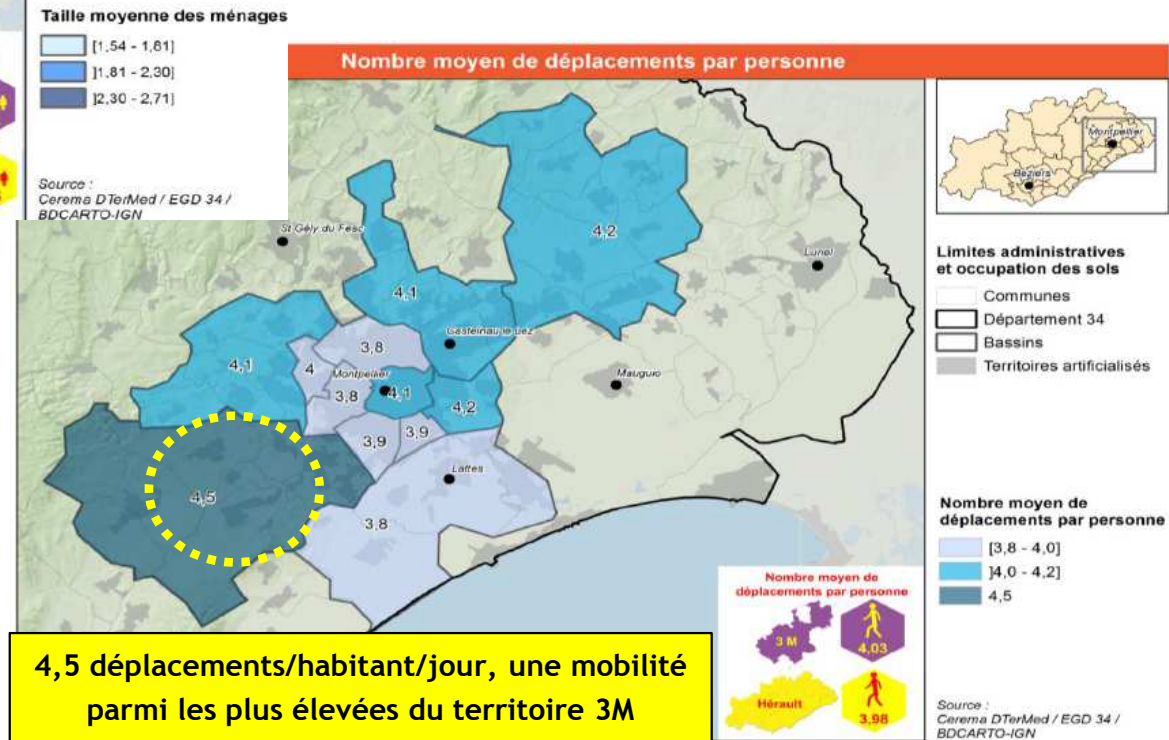 Taille moyenne des ménages
[1,54 - 1,81]
]1,81 - 2,30]
]2,30 - 2,71]
Source :
Cerema DTerMed / EGD 34 /
BDCARTO-IGN
Nombre moyen de déplacements par personne
St Gély du Fesc
4,2
Lunel
4,1
Castelnau le Lez
3,8
4,1
4
Montpellier
Mauguio
3,8
4,1
4,2
3,9
3,9
Lattes
4,5
3,8
Montpellier
Béziers
Limites administratives
et occupation des sols
Communes
Département 34
Bassins
Territoires artificialisés
Nombre moyen de
déplacements par personne
[3,8 - 4,0]
]4,0 - 4,2]
4,5
Nombre moyen de
déplacements par personne
3 M
4,03
Hérault
3,98
Source :
Cerema DTerMed / EGD 34 /
BDCARTO-IGN
4,5 déplacements/habitant/jour, une mobilité
parmi les plus élevées du territoire 3M